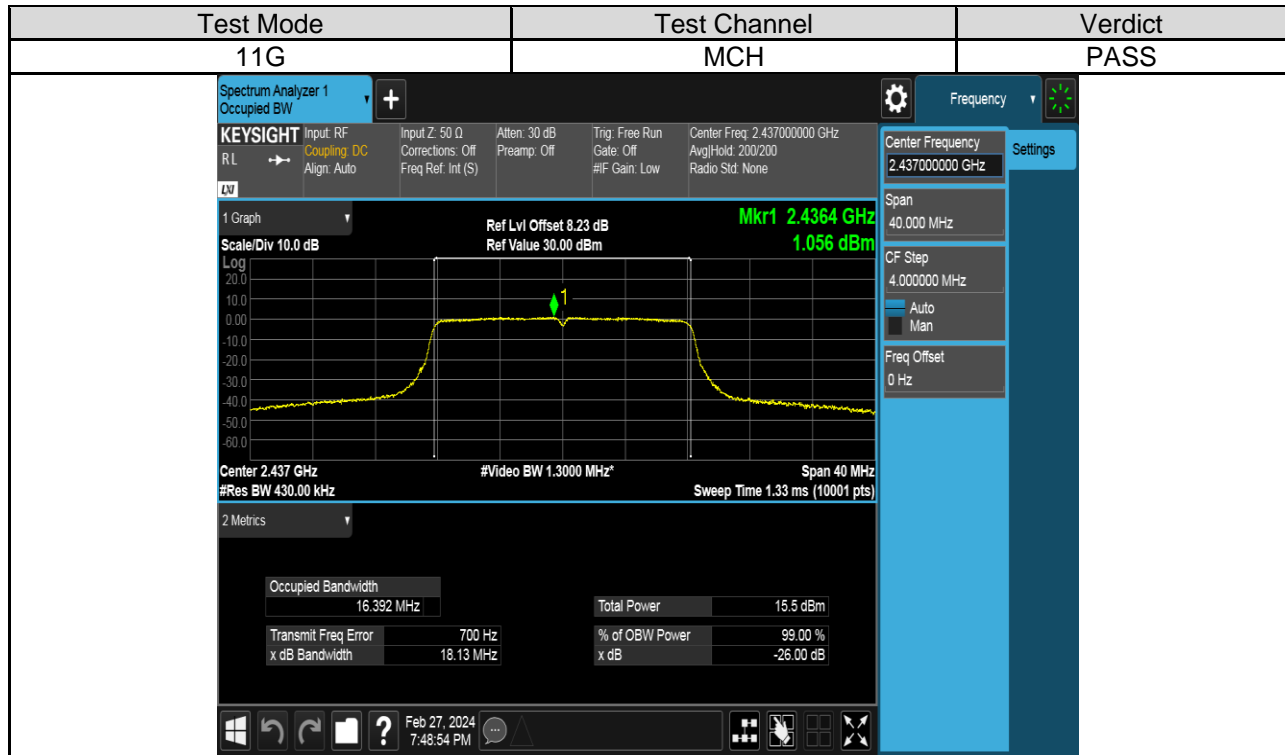 Test Mode Test Channel Verdict
11G MCH PASS
Spectrum Analyzer 1
Occupied BW
+
Frequency
KEYSIGHT
RL
LXI
Input: RF
Coupling: DC
Align: Auto
Input Z: 50 Ω
Corrections: Off
Freq Ref: Int (S)
Atten: 30 dB
Preamp: Off
Trig: Free Run
Gate: Off
#IF Gain: Low
Center Freq: 2.437000000 GHz
Avg|Hold: 200/200
Radio Std: None
Center Frequency
2.437000000 GHz
Settings
Span
40.000 MHz
CF Step
4.000000 MHz
Auto
Man
Freq Offset
0 Hz
1 Graph
Scale/Div 10.0 dB
Ref Lvl Offset 8.23 dB
Ref Value 30.00 dBm
Mkr1 2.4364 GHz
1.056 dBm
Log
20.0
10.0
0.00
-10.0
-20.0
-30.0
-40.0
-50.0
-60.0
1
Center 2.437 GHz
#Res BW 430.00 kHz
#Video BW 1.3000 MHz*
Span 40 MHz
Sweep Time 1.33 ms (10001 pts)
2 Metrics
Occupied Bandwidth
16.392 MHz
Total Power 15.5 dBm
Transmit Freq Error 700 Hz
% of OBW Power 99.00 %
x dB Bandwidth 18.13 MHz
x dB -26.00 dB
?
Feb 27, 2024
7:48:54 PM